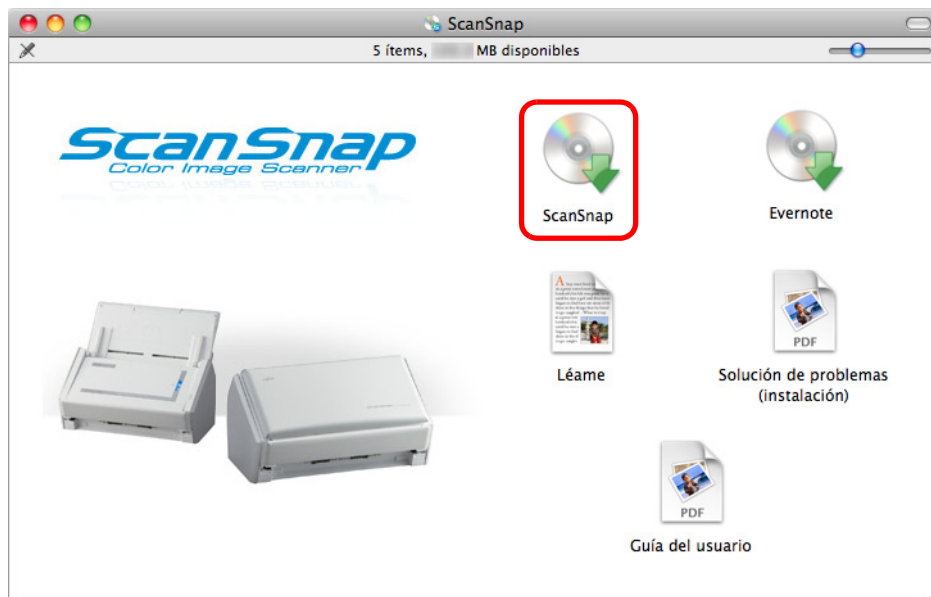 ScanSnap
5 ítems, MB disponibles
ScanSnap
Color Image Scanner
ScanSnap
Evernote
Léame
PDF
Solución de problemas
(instalación)
PDF
Guía del usuario